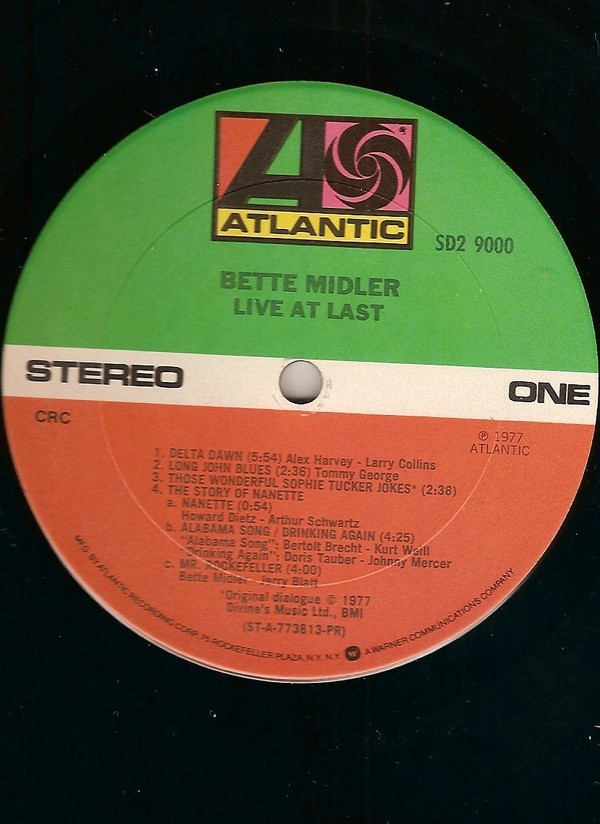 ATLANTIC
SD2 9000
BETTE MIDLER
LIVE AT LAST
STEREO
ONE
CRC
℗ 1977
ATLANTIC
1. DELTA DAWN (5:54) Alex Harvey - Larry Collins
2. LONG JOHN BLUES (2:36) Tommy George
3. THOSE WONDERFUL SOPHIE TUCKER JOKES* (2:38)
4. THE STORY OF NANETTE
a. NANETTE (0:54)
Howard Dietz - Arthur Schwartz
b. ALABAMA SONG / DRINKING AGAIN (4:25)
"Alabama Song": Bertolt Brecht - Kurt Weill
"Drinking Again": Doris Tauber - Johnny Mercer
c. MR. ROCKEFELLER (4:00)
Bette Midler - Jerry Blatt
*Original dialogue © 1977
Divine's Music Ltd., BMI
(ST-A-773813-PR)
MFG. BY ATLANTIC RECORDING CORP., 75 ROCKEFELLER PLAZA, N.Y. N.Y. A WARNER COMMUNICATIONS COMPANY